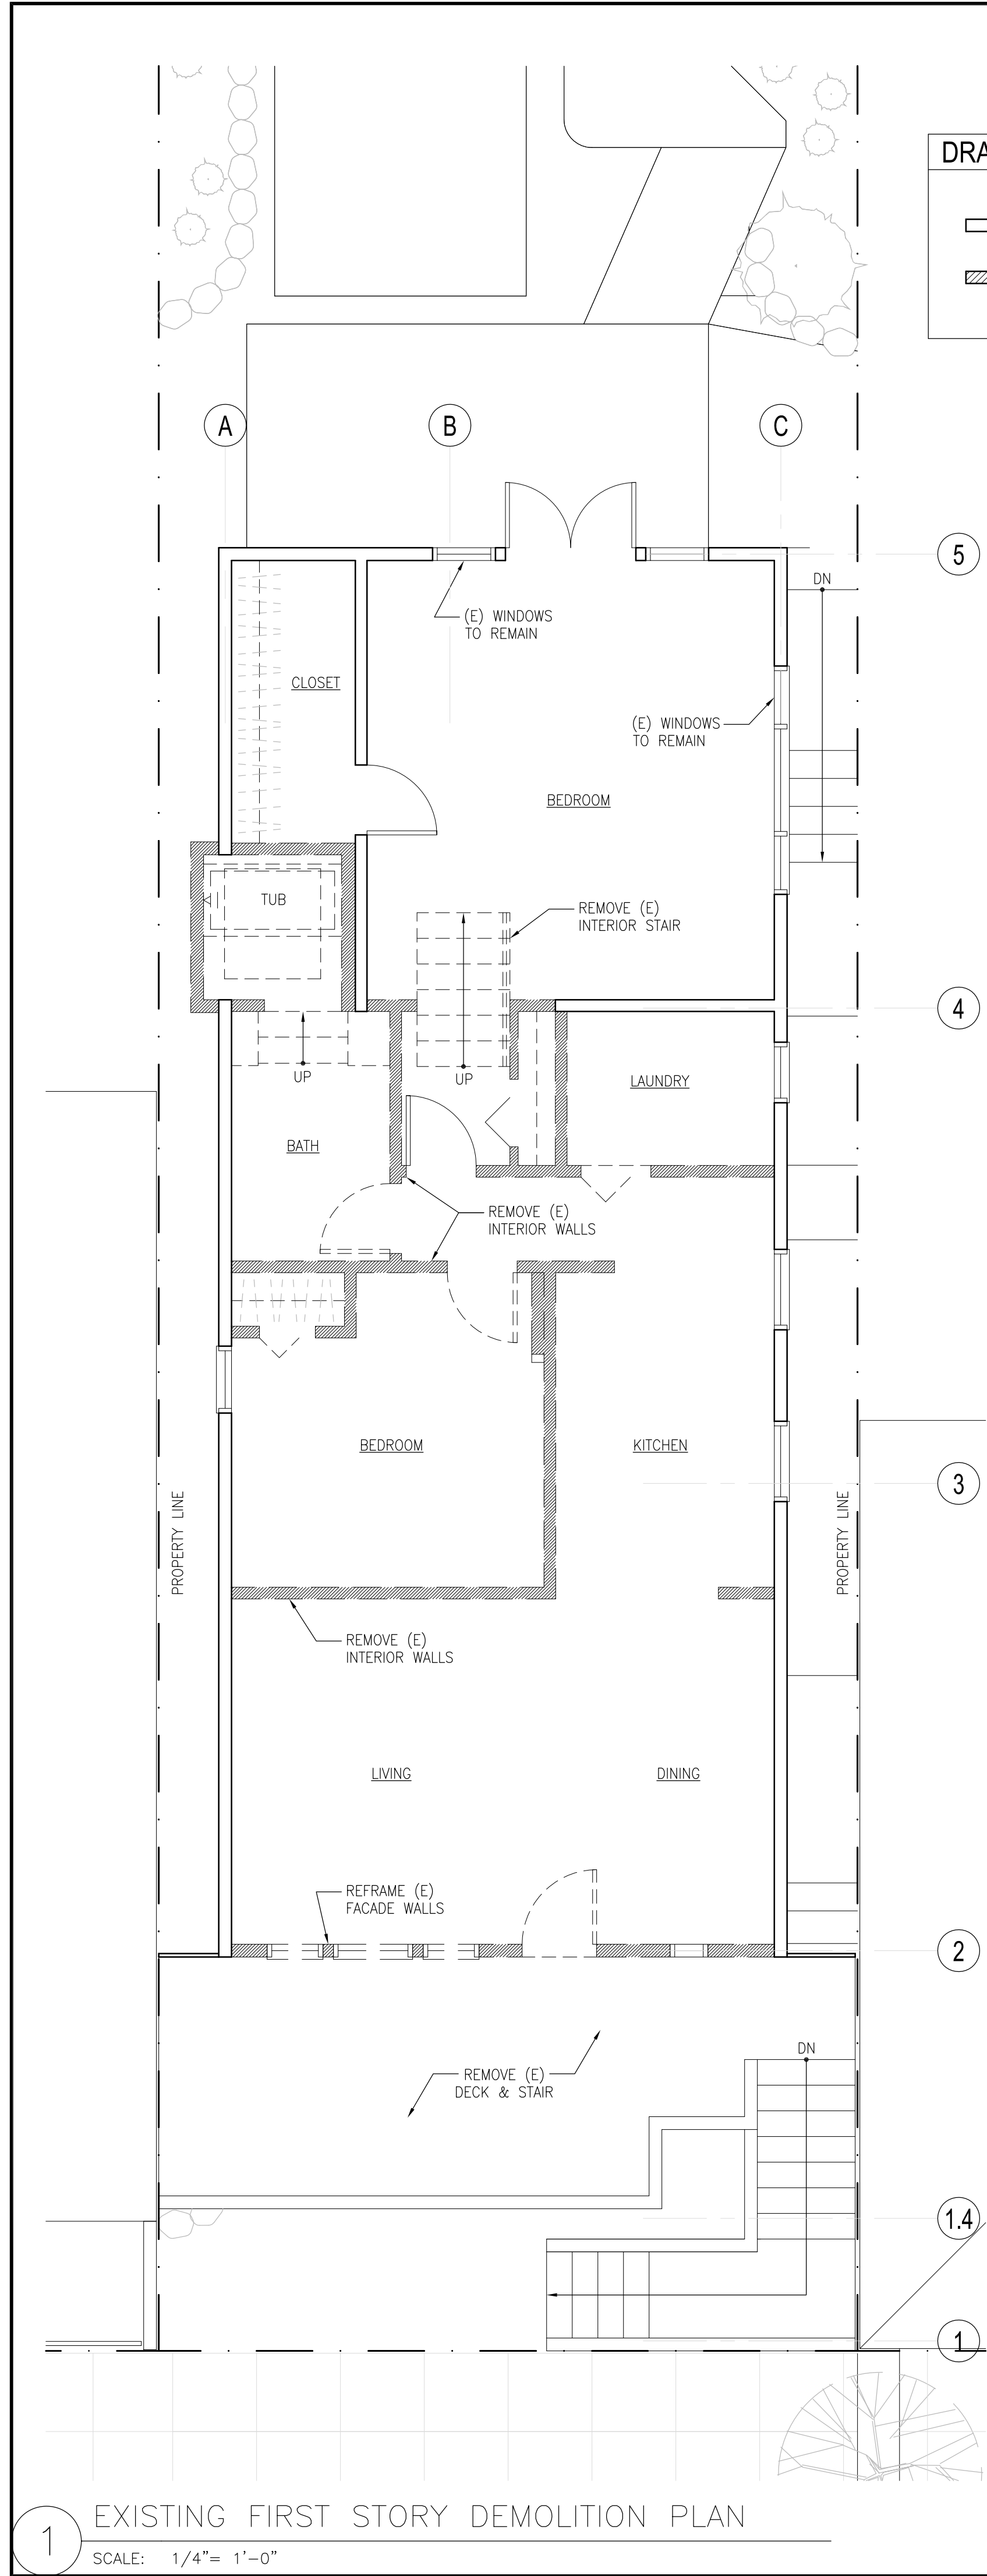 DRA
A
B
C
5
DN
(E) WINDOWS
TO REMAIN
CLOSET
(E) WINDOWS
TO REMAIN
BEDROOM
TUB
REMOVE (E)
INTERIOR STAIR
4
UP
UP
LAUNDRY
BATH
REMOVE (E)
INTERIOR WALLS
BEDROOM
KITCHEN
3
PROPERTY LINE
PROPERTY LINE
REMOVE (E)
INTERIOR WALLS
LIVING
DINING
REFRAME (E)
FACADE WALLS
2
DN
REMOVE (E)
DECK & STAIR
1.4
1
1
EXISTING FIRST STORY DEMOLITION PLAN
SCALE: 1/4"= 1'-0"